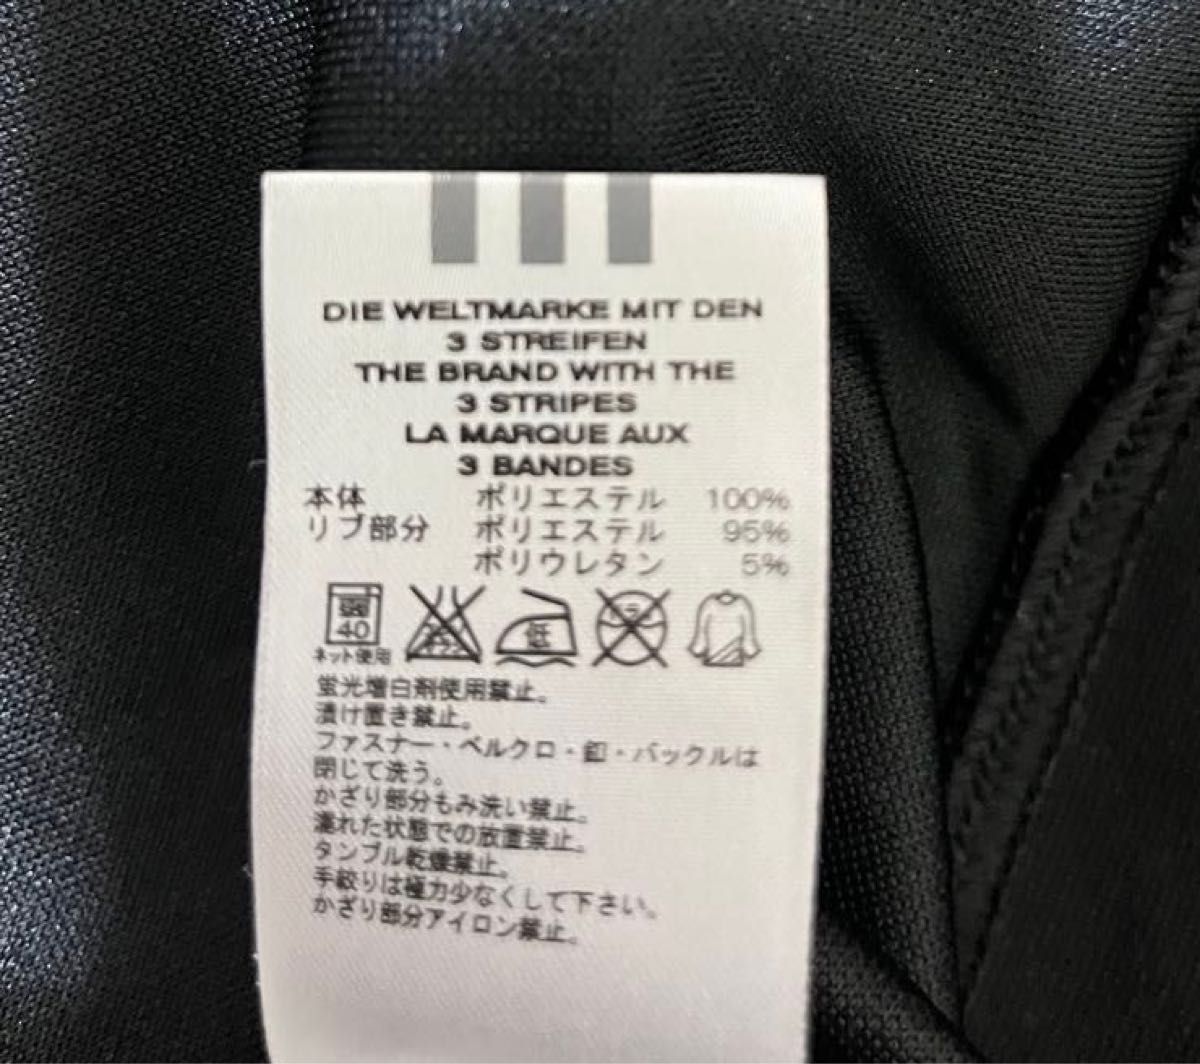 DIE WELTMARKE MIT DEN
3 STREIFEN
THE BRAND WITH THE
3 STRIPES
LA MARQUE AUX
3 BANDES
本体 ポリエステル 100%
リブ部分 ポリエステル 95%
ポリウレタン 5%
40 低
ネット使用
蛍光増白剤使用禁止。
漬け置き禁止。
ファスナー・ベルクロ・釦・バックルは
閉じて洗う。
かざり部分もみ洗い禁止。
濡れた状態での放置禁止。
タンブル乾燥禁止。
手絞りは極力少なくして下さい。
かざり部分アイロン禁止。